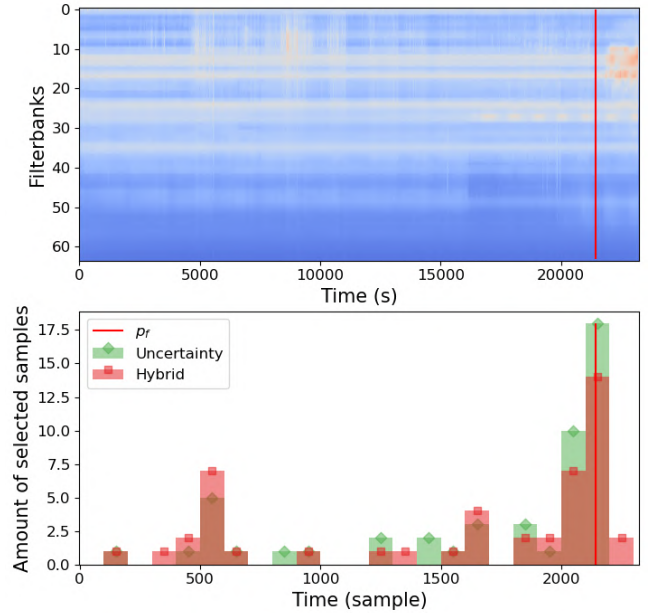 0
10
20
30
40
50
60
Filterbanks
0 5000 10000 15000 20000
Time (s)
17.5
15.0
12.5
10.0
7.5
5.0
2.5
0.0
Amount of selected samples
p_f
Uncertainty
Hybrid
0 500 1000 1500 2000
Time (sample)